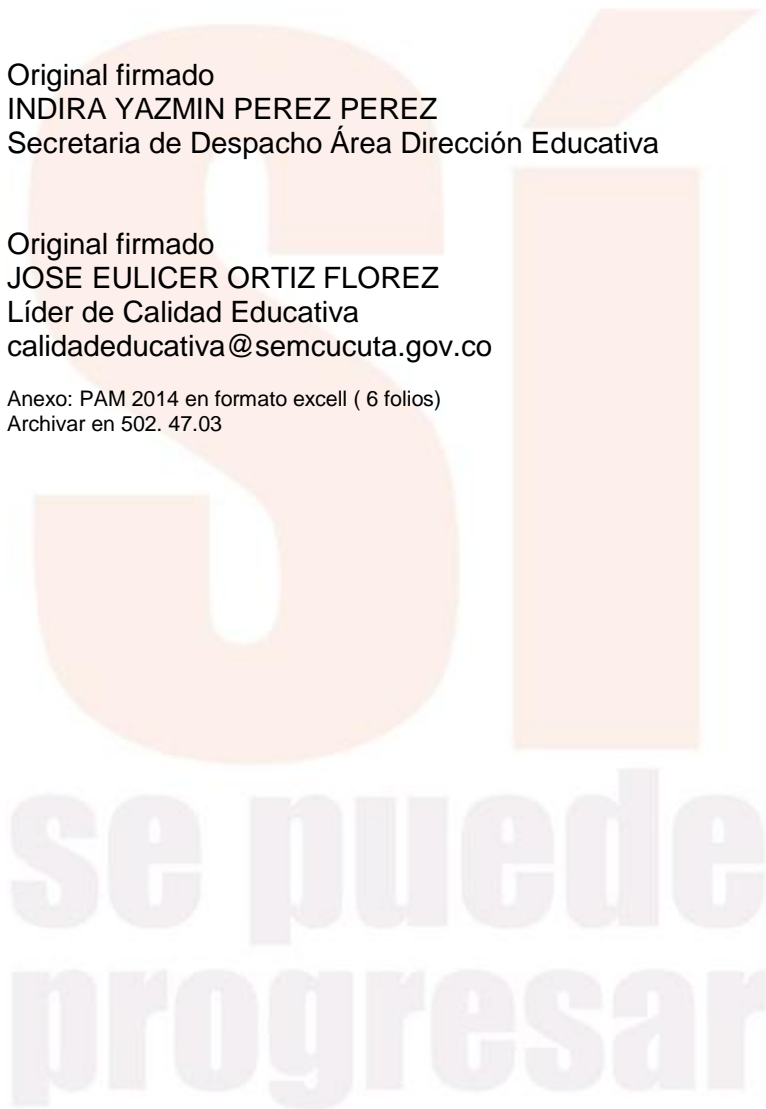 Original firmado
INDIRA YAZMIN PEREZ PEREZ
Secretaria de Despacho Área Dirección Educativa
Original firmado
JOSE EULICER ORTIZ FLOREZ
Líder de Calidad Educativa
calidadeducativa@semcucuta.gov.co
Anexo: PAM 2014 en formato excell ( 6 folios)
Archivar en 502. 47.03
SÍ
se puede
progresar